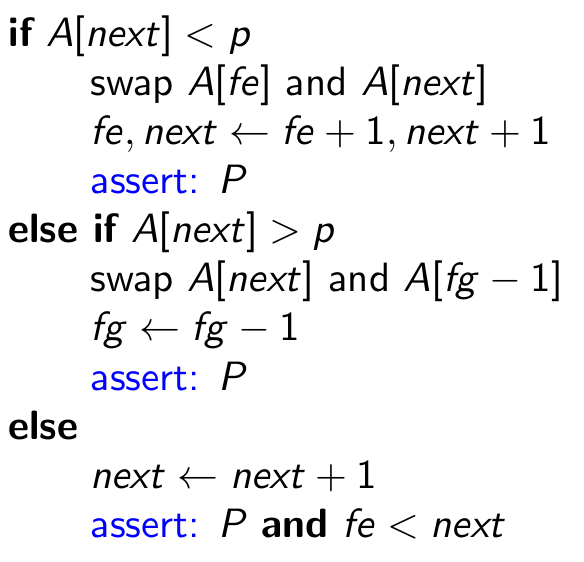 if A[next] < p
swap A[fe] and A[next]
fe, next ← fe + 1, next + 1
assert: P
else if A[next] > p
swap A[next] and A[fg − 1]
fg ← fg − 1
assert: P
else
next ← next + 1
assert: P and fe < next